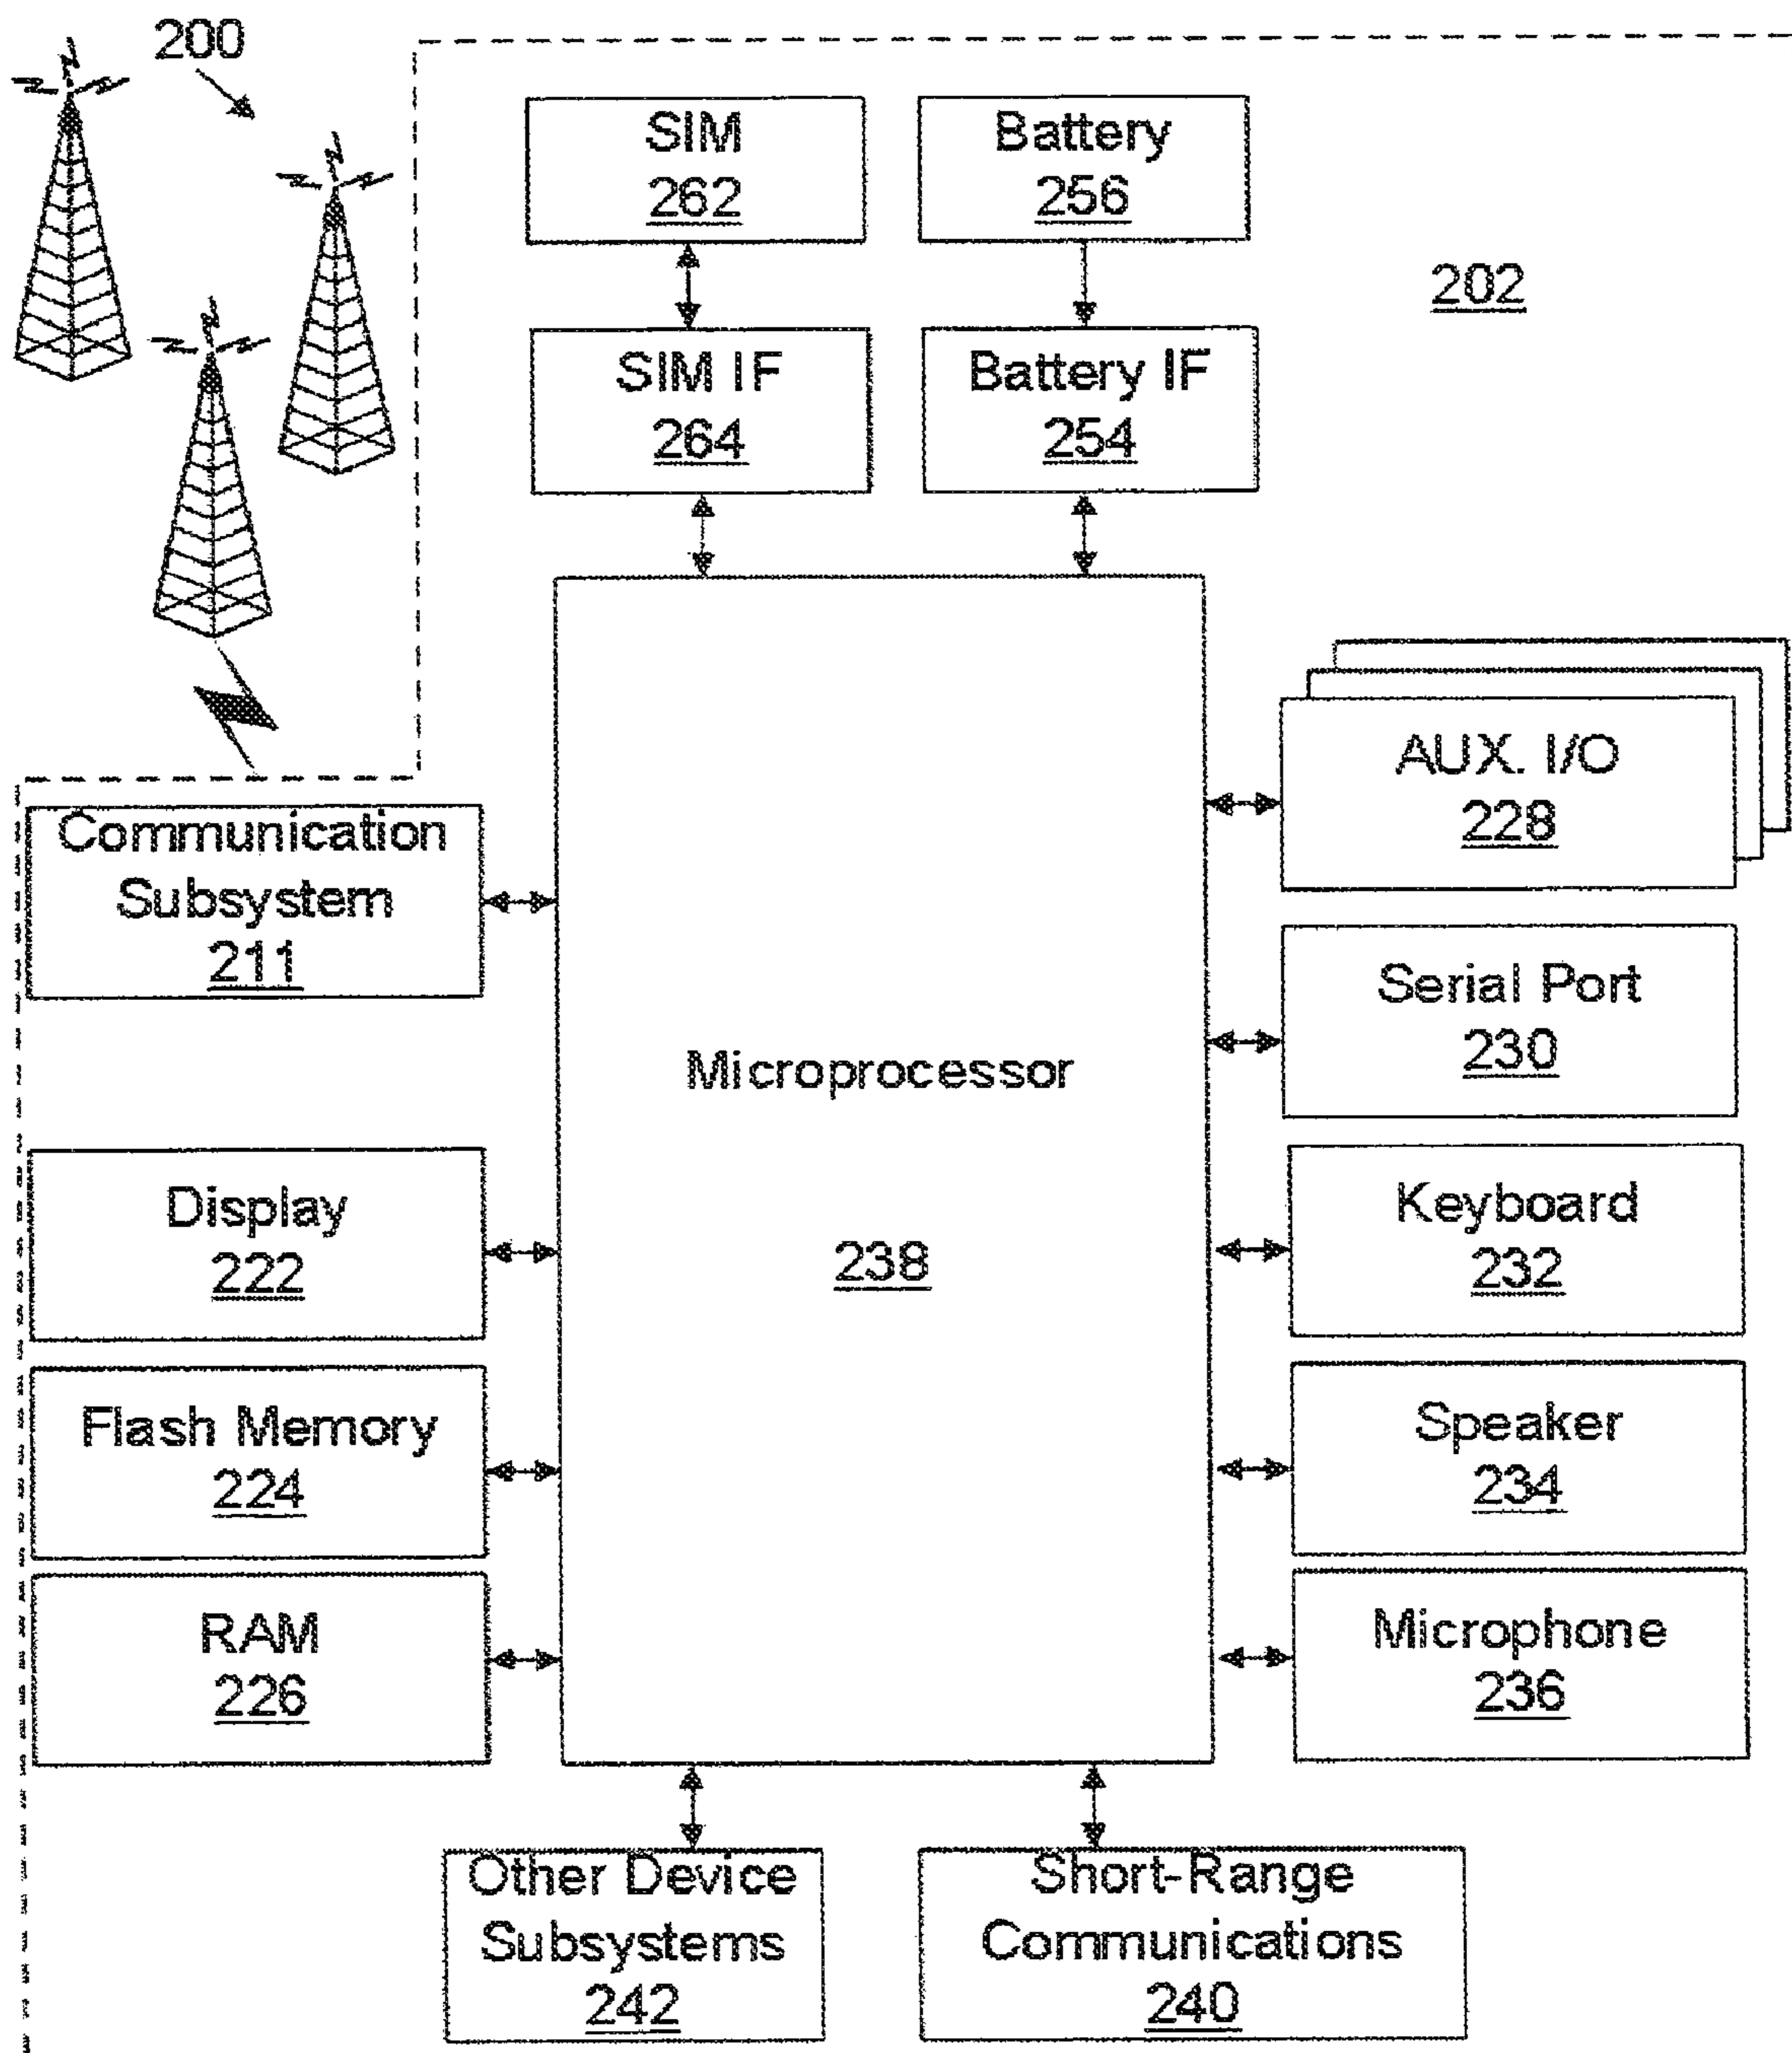 200
SIM
262
Battery
256
202
SIM IF
264
Battery IF
254
AUX. I/O
228
Communication
Subsystem
211
Serial Port
230
Microprocessor
238
Display
222
Keyboard
232
Flash Memory
224
Speaker
234
RAM
226
Microphone
236
Other Device
Subsystems
242
Short-Range
Communications
240